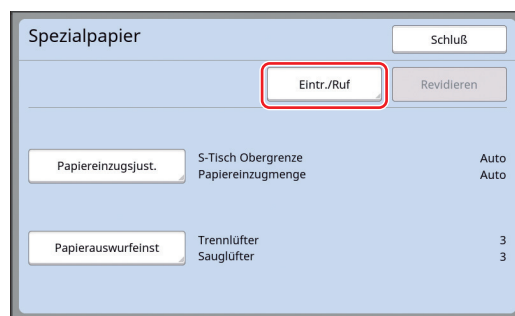 Spezialpapier Schluß
Eintr./Ruf Revidieren
Papiereinzugsjust. S-Tisch Obergrenze Auto
Papiereinzugmenge Auto
Papierauswurfeinst Trennlüfter 3
Sauglüfter 3